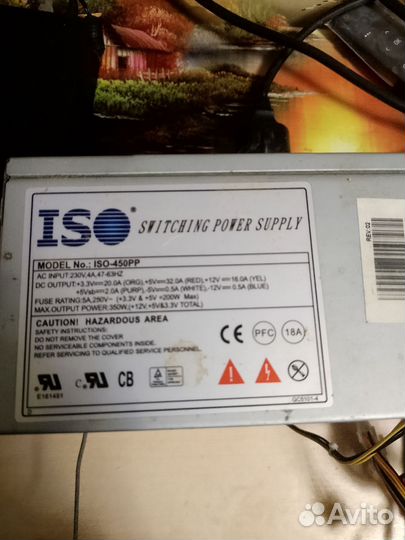 ISO SWITCHING POWER SUPPLY
MODEL No.: ISO-450PP
AC INPUT:230V,4A,47-63HZ
DC OUTPUT:+3.3V=20.0A (ORG),+5V=32.0A (RED),+12V=16.0A (YEL)
+5Vsb=2.0A (PURP),-5V=0.5A (WHITE),-12V=0.5A (BLUE)
FUSE RATING:5A,250V~ (+3.3V & +5V =200W Max)
MAX.OUTPUT POWER:350W,(+12V,+5V&3.3V TOTAL)
CAUTION! HAZARDOUS AREA
SAFETY INSTRUCTIONS:
DO NOT REMOVE THE COVER
NO SERVICEABLE COMPONENTS INSIDE.
REFER SERVICING TO QUALIFIED SERVICE PERSONNEL
CE PFC 18A
CB
E161451
GC6101-4
REV:02
Avito